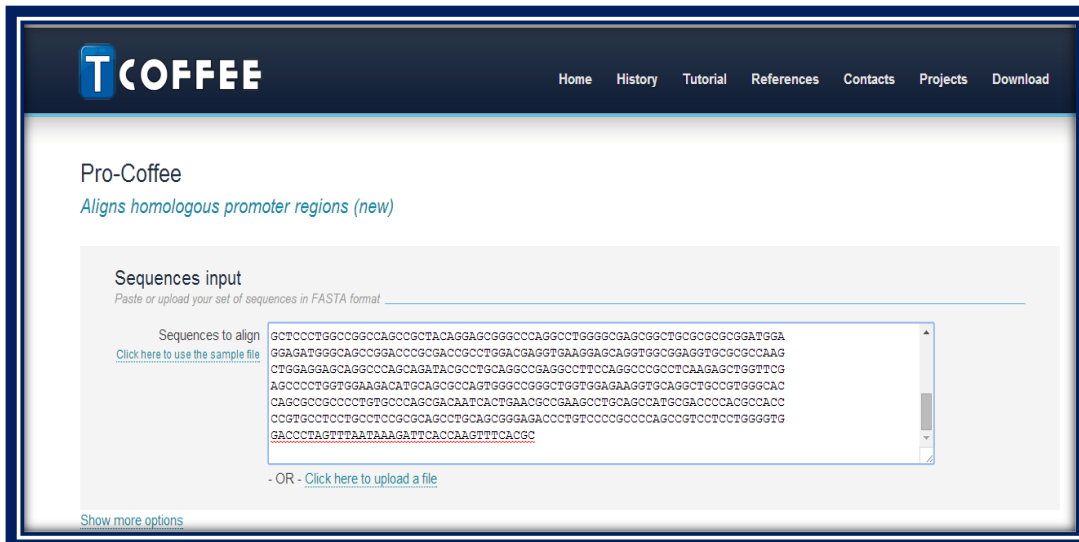 TCOFFEE
Home History Tutorial References Contacts Projects Download
Pro-Coffee
Aligns homologous promoter regions (new)
Sequences input
Paste or upload your set of sequences in FASTA format
Sequences to align
Click here to use the sample file
GCTCCCTGGCCGGCCAGCCGCTACAGGAGCGGGCCCAGGCCTGGGGCGAGCGGCTGCGCGCGCGGATGGA
GGAGATGGGCAGCCGGACCCGCGACCGCCTGGACGAGGTGAAGGAGCAGGTGGCGGAGGTGCGCGCCAAG
CTGGAGGAGCAGGCCCAGCAGATACGCCTGCAGGCCGAGGCCTTCCAGGCCCGCCTCAAGAGCTGGTTCG
AGCCCCTGGTGGAAGACATGCAGCGCCAGTGGGCCGGGCTGGTGGAGAAGGTGCAGGCTGCCGTGGGCAC
CAGCGCCGCCCCTGTGCCCAGCGACAATCACTGAACGCCGAAGCCTGCAGCCATGCGACCCCACGCCACC
CCGTGCCTCCTGCCTCCGCGCAGCCTGCAGCGGGAGACCCTGTCCCCGCCCCAGCCGTCCTCCTGGGGTG
GACCCTAGTTTAATAAAGATTCACCAAGTTTCACGC
- OR - Click here to upload a file
Show more options